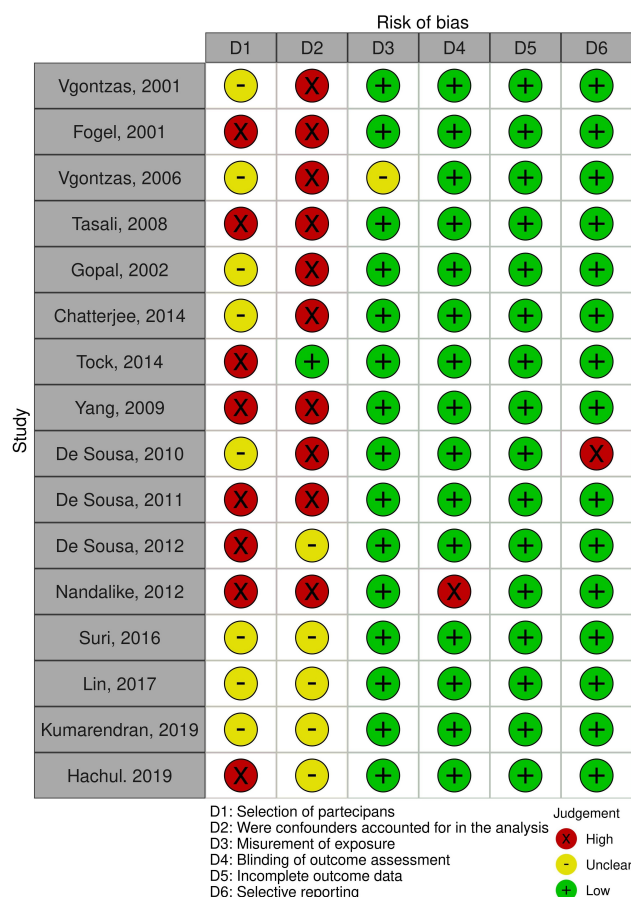 Risk of bias
D1 D2 D3 D4 D5 D6
Study
Vgontzas, 2001 - X + + + +
Fogel, 2001 X X + + + +
Vgontzas, 2006 - X - + + +
Tasali, 2008 X X + + + +
Gopal, 2002 - X + + + +
Chatterjee, 2014 - X + + + +
Tock, 2014 X + + + + +
Yang, 2009 X X + + + +
De Sousa, 2010 - X + + + X
De Sousa, 2011 X X + + + +
De Sousa, 2012 X - + + + +
Nandalike, 2012 X X + X + +
Suri, 2016 - - + + + +
Lin, 2017 - - + + + +
Kumarendran, 2019 - - + + + +
Hachul. 2019 X - + + + +
D1: Selection of partecipans
D2: Were confounders accounted for in the analysis
D3: Misurement of exposure
D4: Blinding of outcome assessment
D5: Incomplete outcome data
D6: Selective reporting
Judgement
X High
- Unclear
+ Low